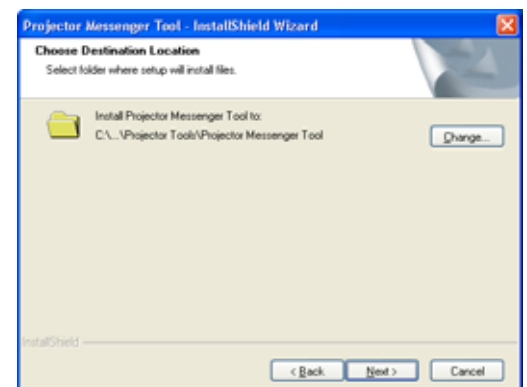 Projector Messenger Tool - InstallShield Wizard
Choose Destination Location
Select folder where setup will install files.
Install Projector Messenger Tool to:
C:\...\Projector Tools\Projector Messenger Tool
Change...
InstallShield
< Back
Next >
Cancel